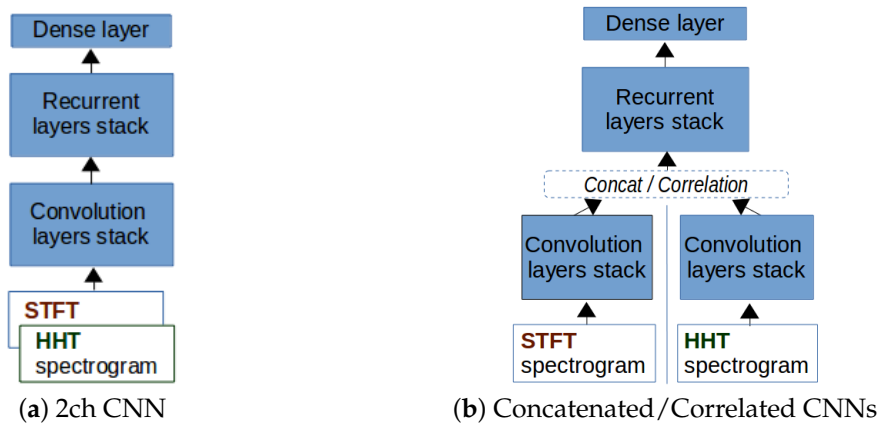 Dense layer
Recurrent
layers stack
Convolution
layers stack
STFT
HHT
spectrogram
(a) 2ch CNN
Dense layer
Recurrent
layers stack
Concat / Correlation
Convolution
layers stack
Convolution
layers stack
STFT
spectrogram
HHT
spectrogram
(b) Concatenated/Correlated CNNs